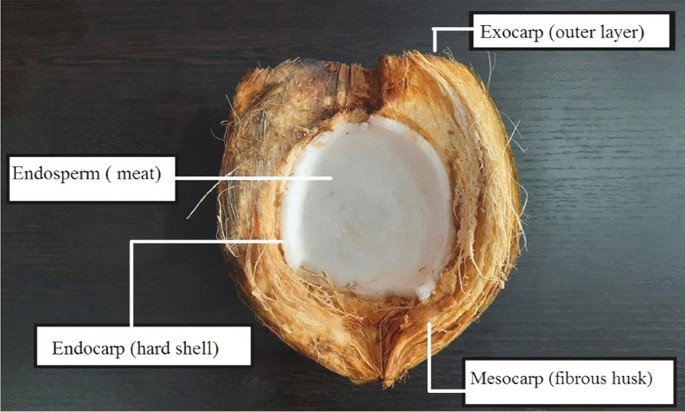 Exocarp (outer layer)
Endosperm ( meat)
Endocarp (hard shell)
Mesocarp (fibrous husk)